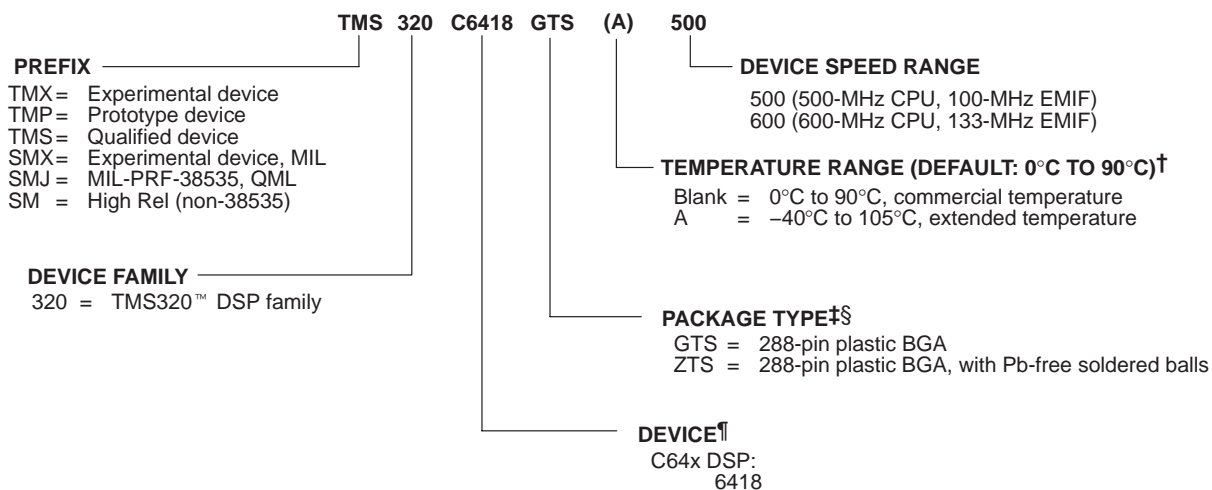 TMS 320 C6418 GTS (A) 500
PREFIX
TMX = Experimental device
TMP = Prototype device
TMS = Qualified device
SMX = Experimental device, MIL
SMJ = MIL-PRF-38535, QML
SM = High Rel (non-38535)
DEVICE SPEED RANGE
500 (500-MHz CPU, 100-MHz EMIF)
600 (600-MHz CPU, 133-MHz EMIF)
TEMPERATURE RANGE (DEFAULT: 0°C TO 90°C)†
Blank = 0°C to 90°C, commercial temperature
A = −40°C to 105°C, extended temperature
DEVICE FAMILY
320 = TMS320™ DSP family
PACKAGE TYPE‡§
GTS = 288-pin plastic BGA
ZTS = 288-pin plastic BGA, with Pb-free soldered balls
DEVICE¶
C64x DSP:
6418